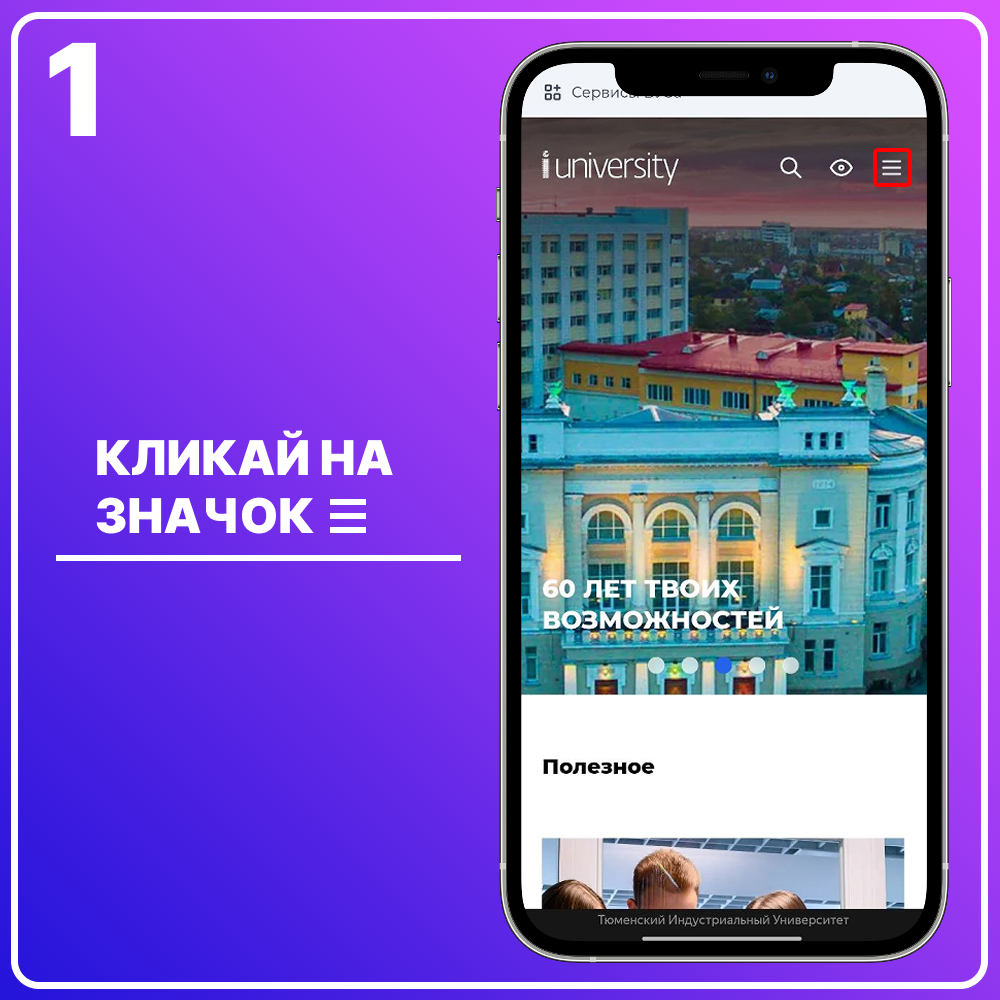 1
КЛИКАЙ НА
ЗНАЧОК ☰
Сервисы
i university
60 ЛЕТ ТВОИХ
ВОЗМОЖНОСТЕЙ
Полезное
Тюменский Индустриальный Университет